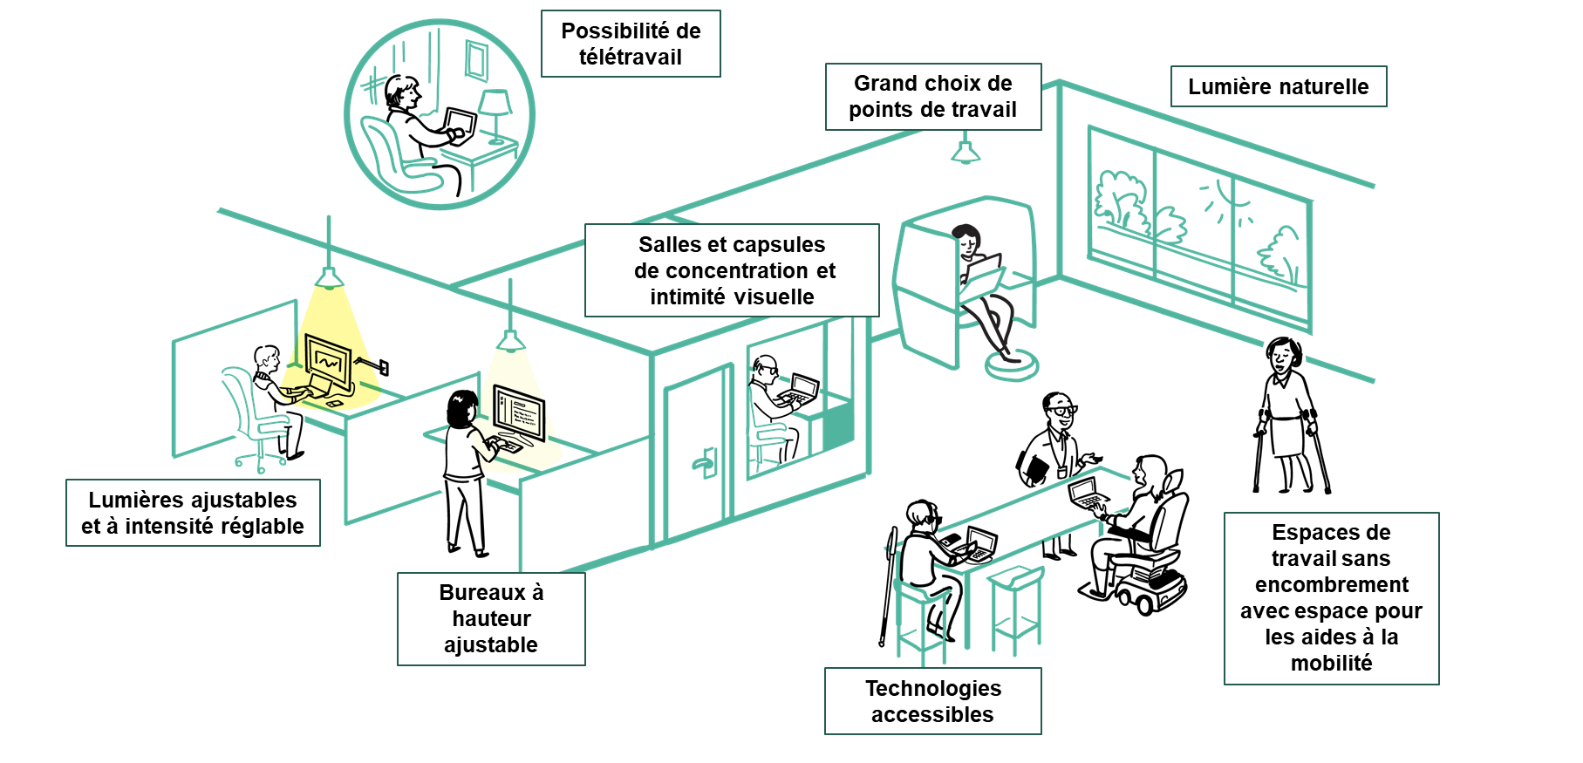 Possibilité de
télétravail
Grand choix de
points de travail
Lumière naturelle
Salles et capsules
de concentration et
intimité visuelle
Lumières ajustables
et à intensité réglable
Bureaux à
hauteur
ajustable
Technologies
accessibles
Espaces de
travail sans
encombrement
avec espace pour
les aides à la
mobilité